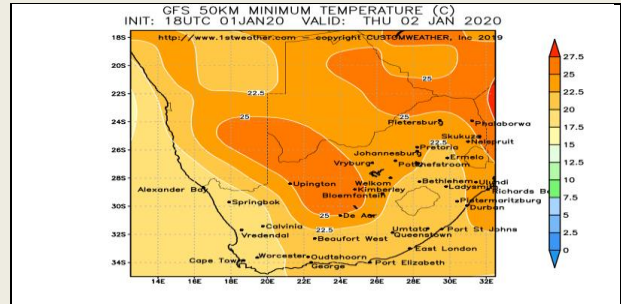 GFS 50KM MINIMUM TEMPERATURE (C)
INIT: 18UTC 01JAN20 VALID: THU 02 JAN 2020
http://www.1stweather.com – copyright CUSTOMWEATHER, Inc 2019
18S
20S
22S
24S
26S
28S
30S
32S
34S
14E 16E 18E 20E 22E 24E 26E 28E 30E 32E
25
22.5
25
25
22.5
25
22.5
22.5
Pietersburg
Phalaborwa
Skukuza
Nelspruit
Pretoria
Johannesburg
Ermelo
Vryburg
Potchefstroom
Welkom
Bethlehem
Ulundi
Ladysmith
Kimberley
Richards B
Bloemfontein
Pietermaritzburg
Durban
Upington
Alexander Bay
Springbok
De Aar
Calvinia
Vredendal
Beaufort West
Umtata
Port St Johns
Queenstown
East London
Worcester
Oudtshoorn
Cape Town
George
Port Elizabeth
27.5
25
22.5
20
17.5
15
12.5
10
7.5
5
2.5
0